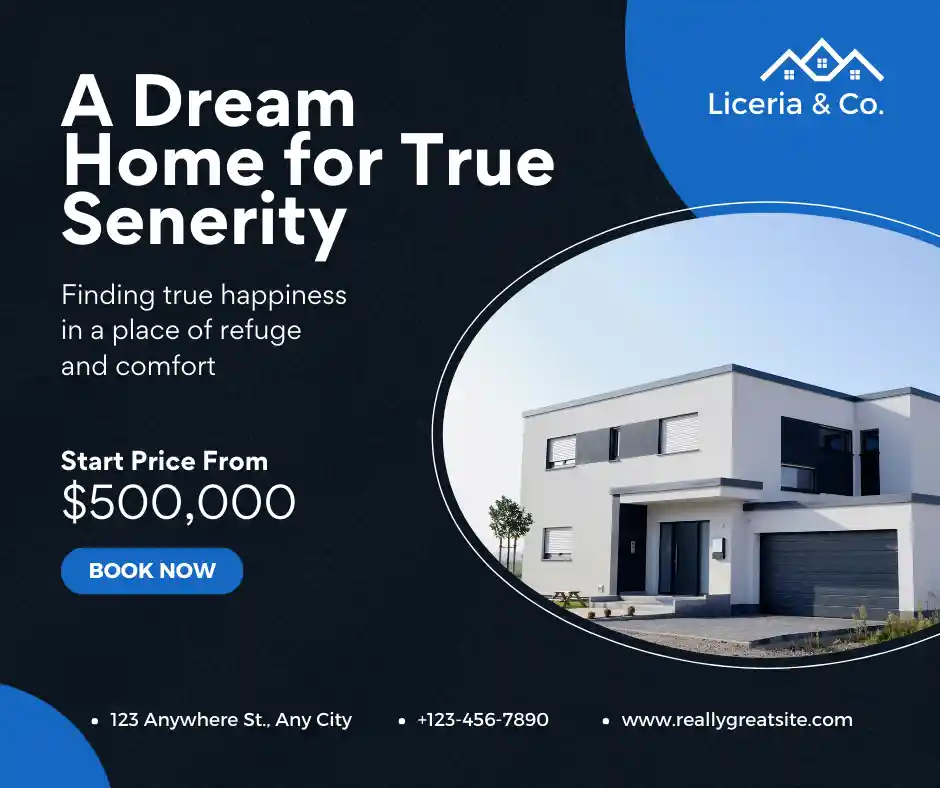 Liceria & Co.
A Dream
Home for True
Senerity
Finding true happiness
in a place of refuge
and comfort
Start Price From
$500,000
BOOK NOW
123 Anywhere St., Any City
+123-456-7890
www.reallygreatsite.com